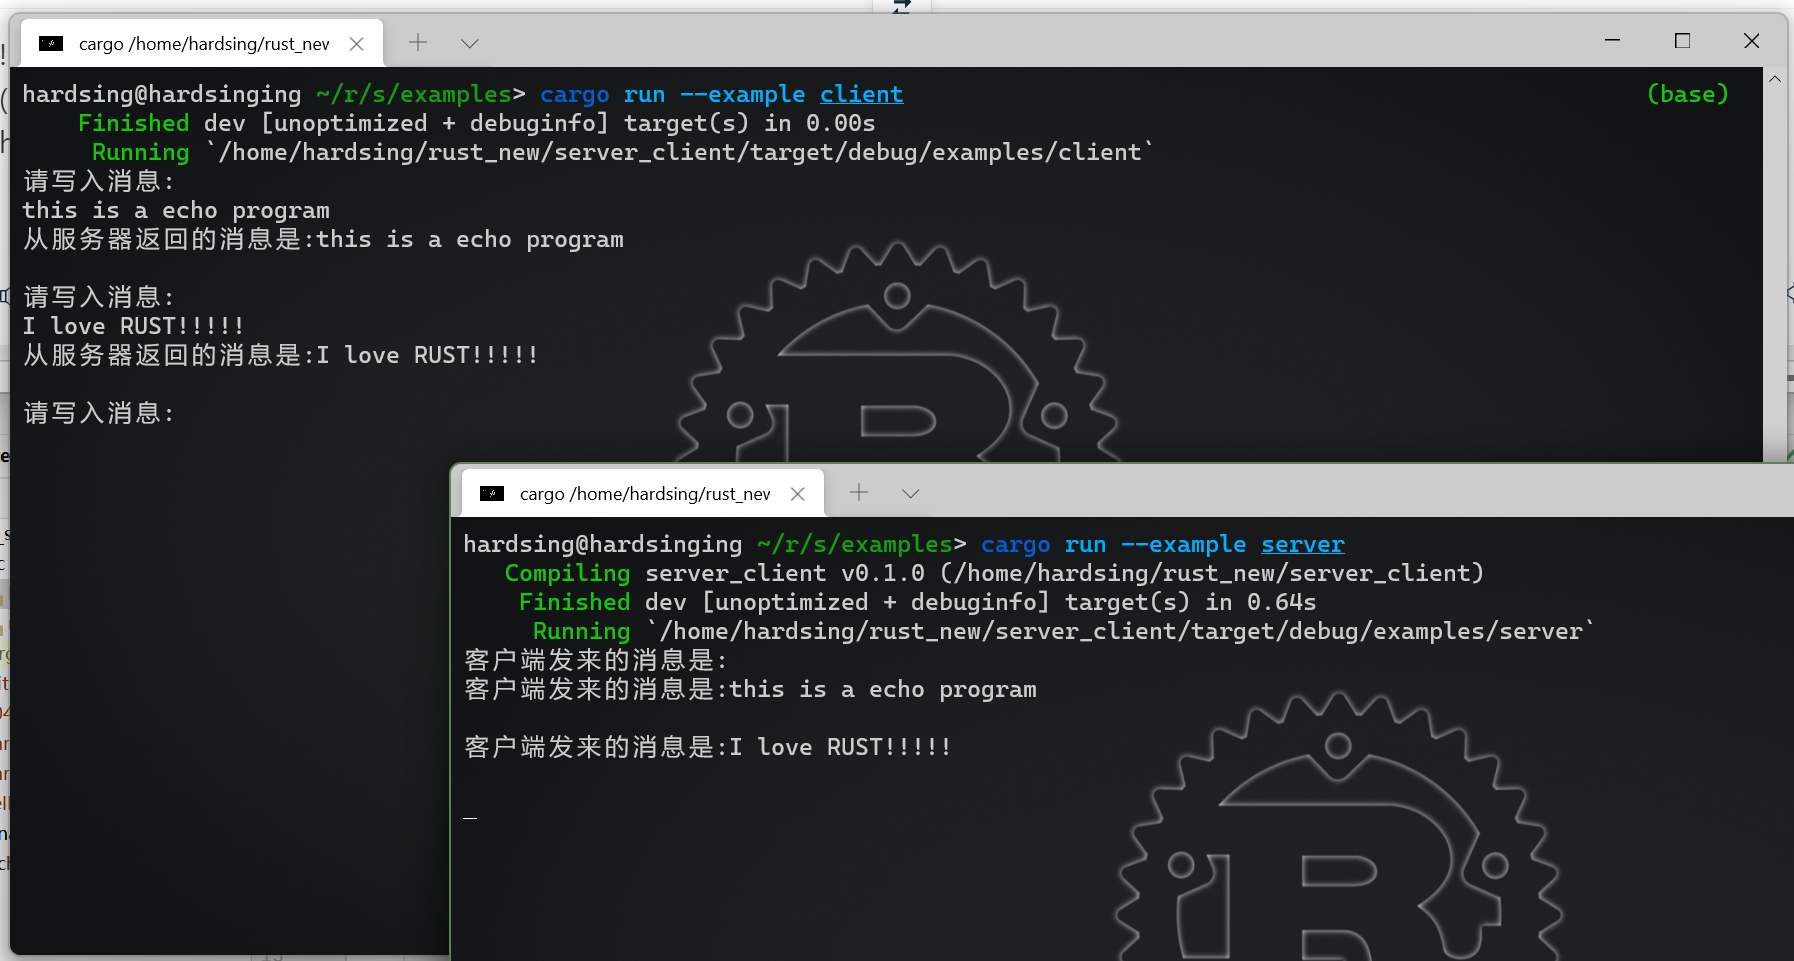 cargo /home/hardsing/rust_new
hardsing@hardsinging ~/r/s/examples> cargo run --example client (base)
Finished dev [unoptimized + debuginfo] target(s) in 0.00s
Running `/home/hardsing/rust_new/server_client/target/debug/examples/client`
请写入消息:
this is a echo program
从服务器返回的消息是:this is a echo program
请写入消息:
I love RUST!!!!!
从服务器返回的消息是:I love RUST!!!!!
请写入消息:
cargo /home/hardsing/rust_new
hardsing@hardsinging ~/r/s/examples> cargo run --example server
Compiling server_client v0.1.0 (/home/hardsing/rust_new/server_client)
Finished dev [unoptimized + debuginfo] target(s) in 0.64s
Running `/home/hardsing/rust_new/server_client/target/debug/examples/server`
客户端发来的消息是:
客户端发来的消息是:this is a echo program
客户端发来的消息是:I love RUST!!!!!